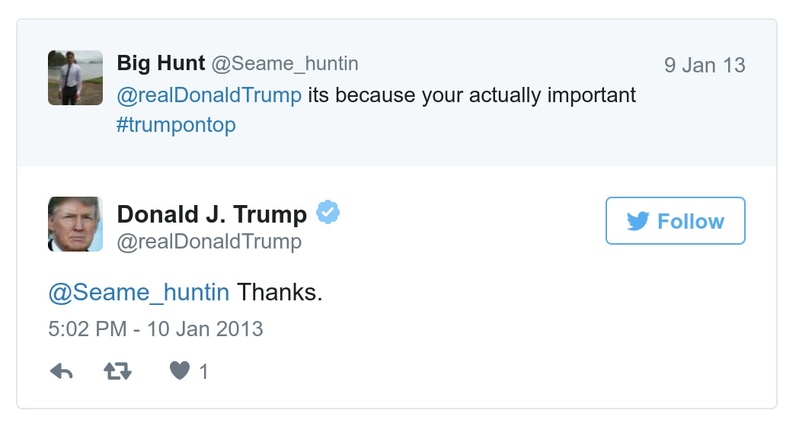 Big Hunt @Seame_huntin 9 Jan 13
@realDonaldTrump its because your actually important
#trumpontop
Donald J. Trump
@realDonaldTrump
Follow
@Seame_huntin Thanks.
5:02 PM - 10 Jan 2013
1